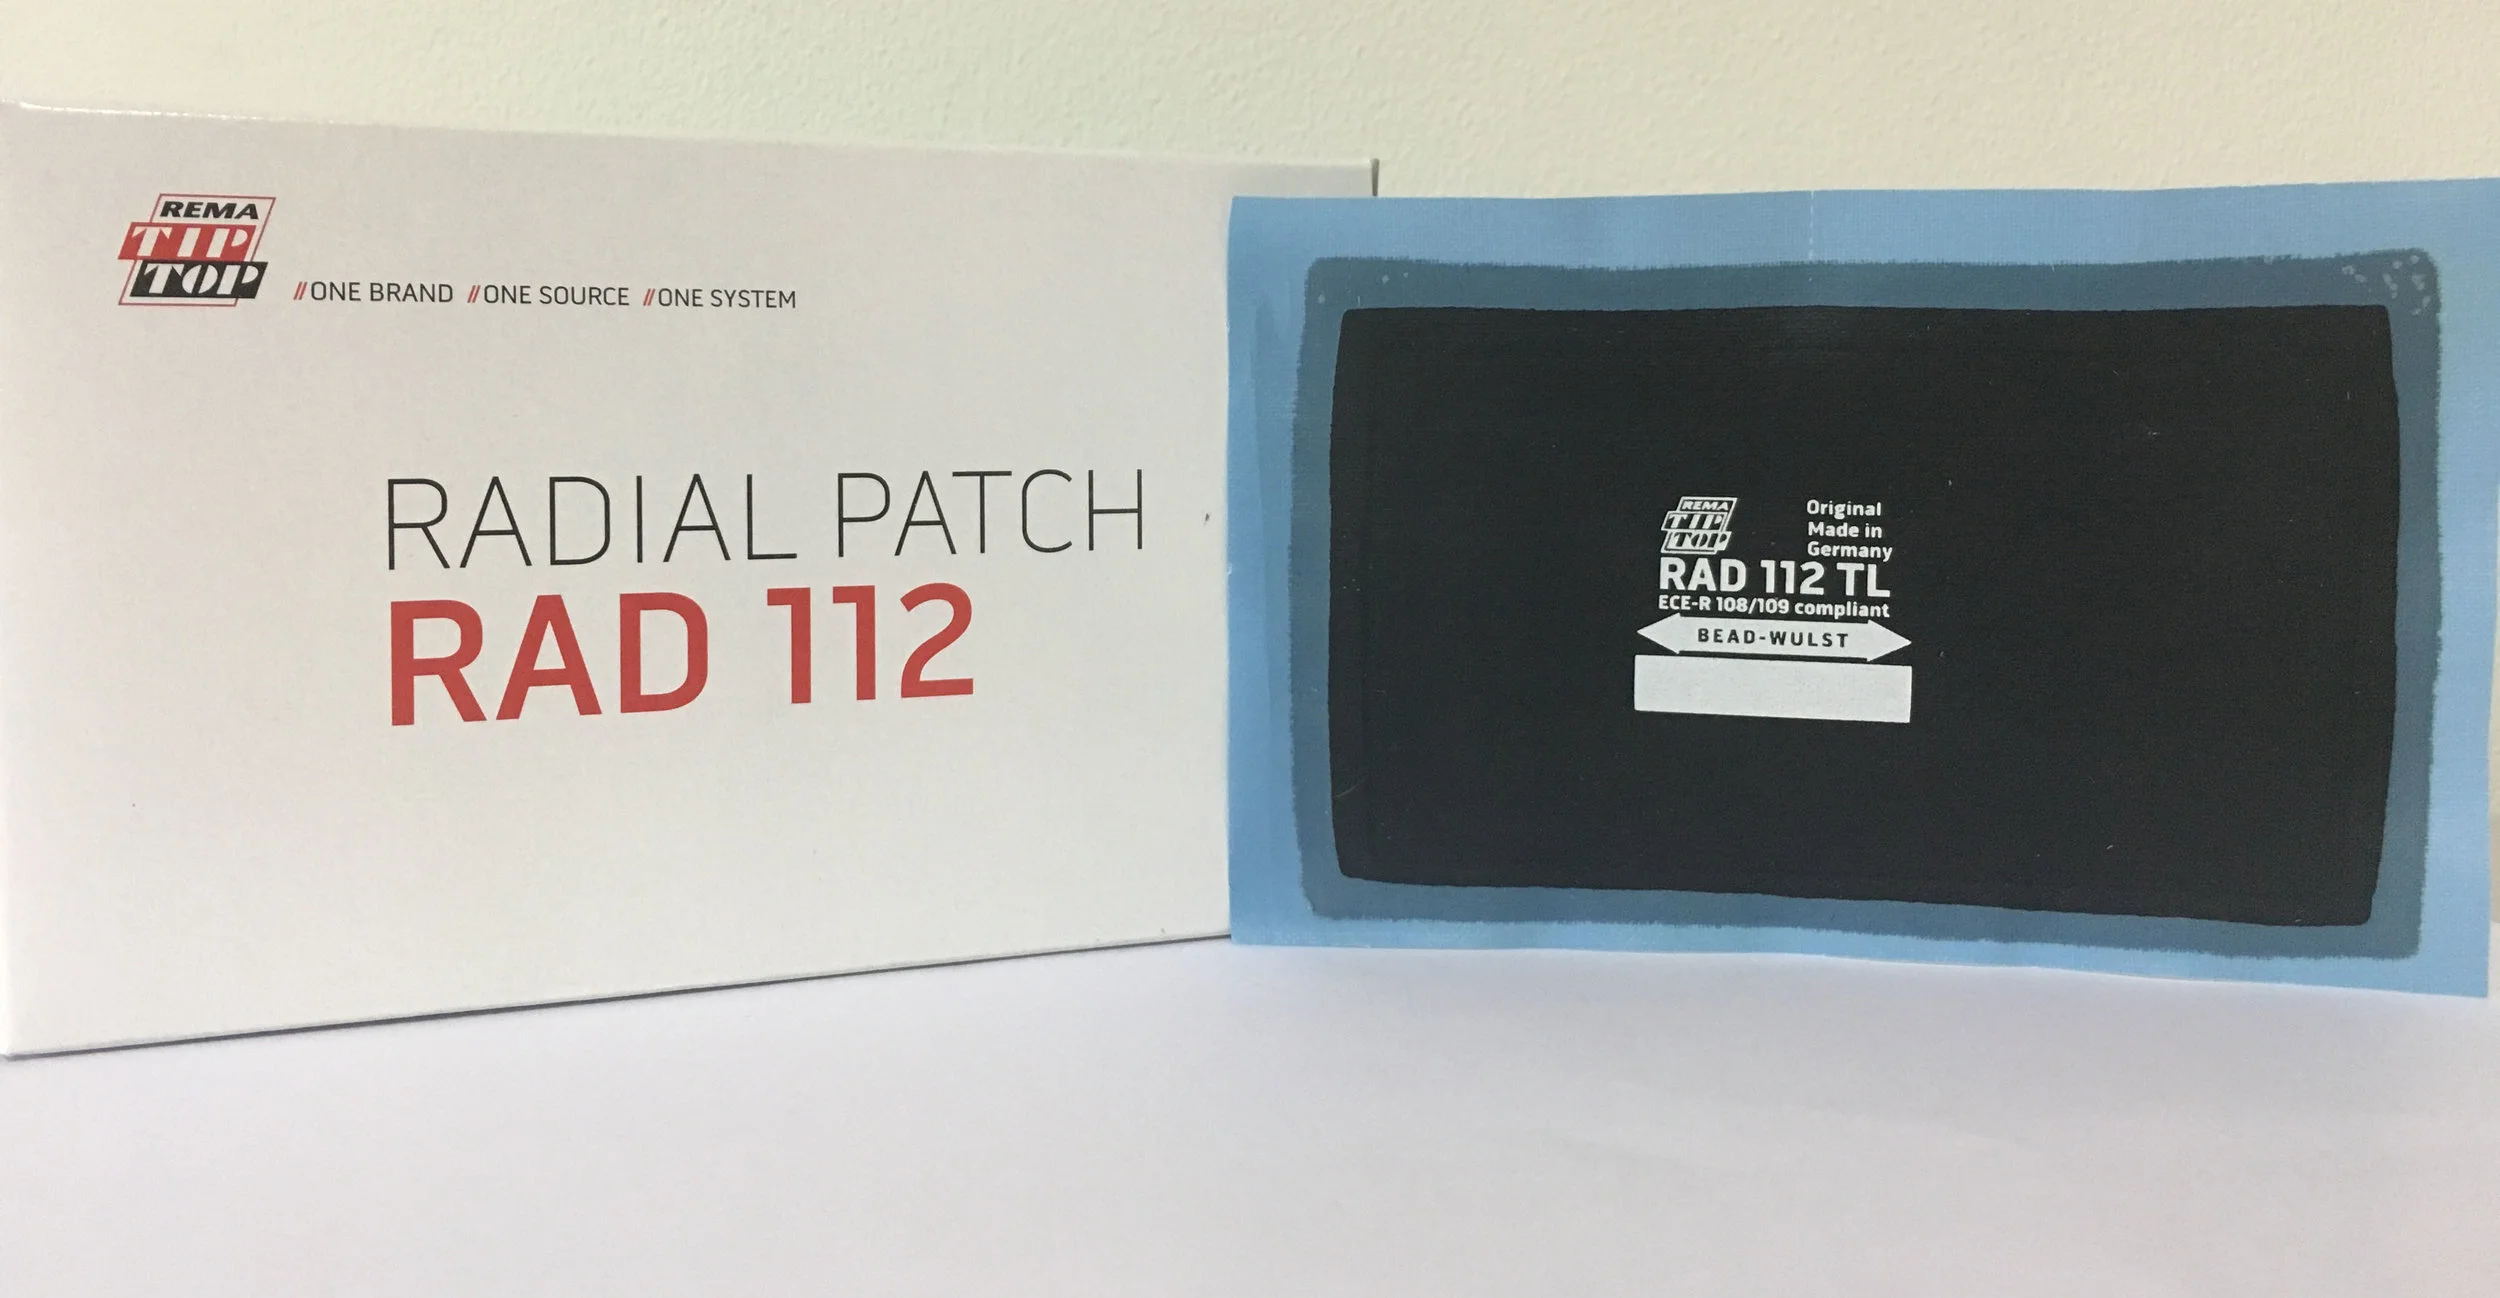 REMA
TIP
TOP
//ONE BRAND //ONE SOURCE //ONE SYSTEM
RADIAL PATCH
RAD 112
REMA
TIP
TOP
Original
Made in
Germany
RAD 112 TL
ECE-R 108/109 compliant
BEAD-WULST